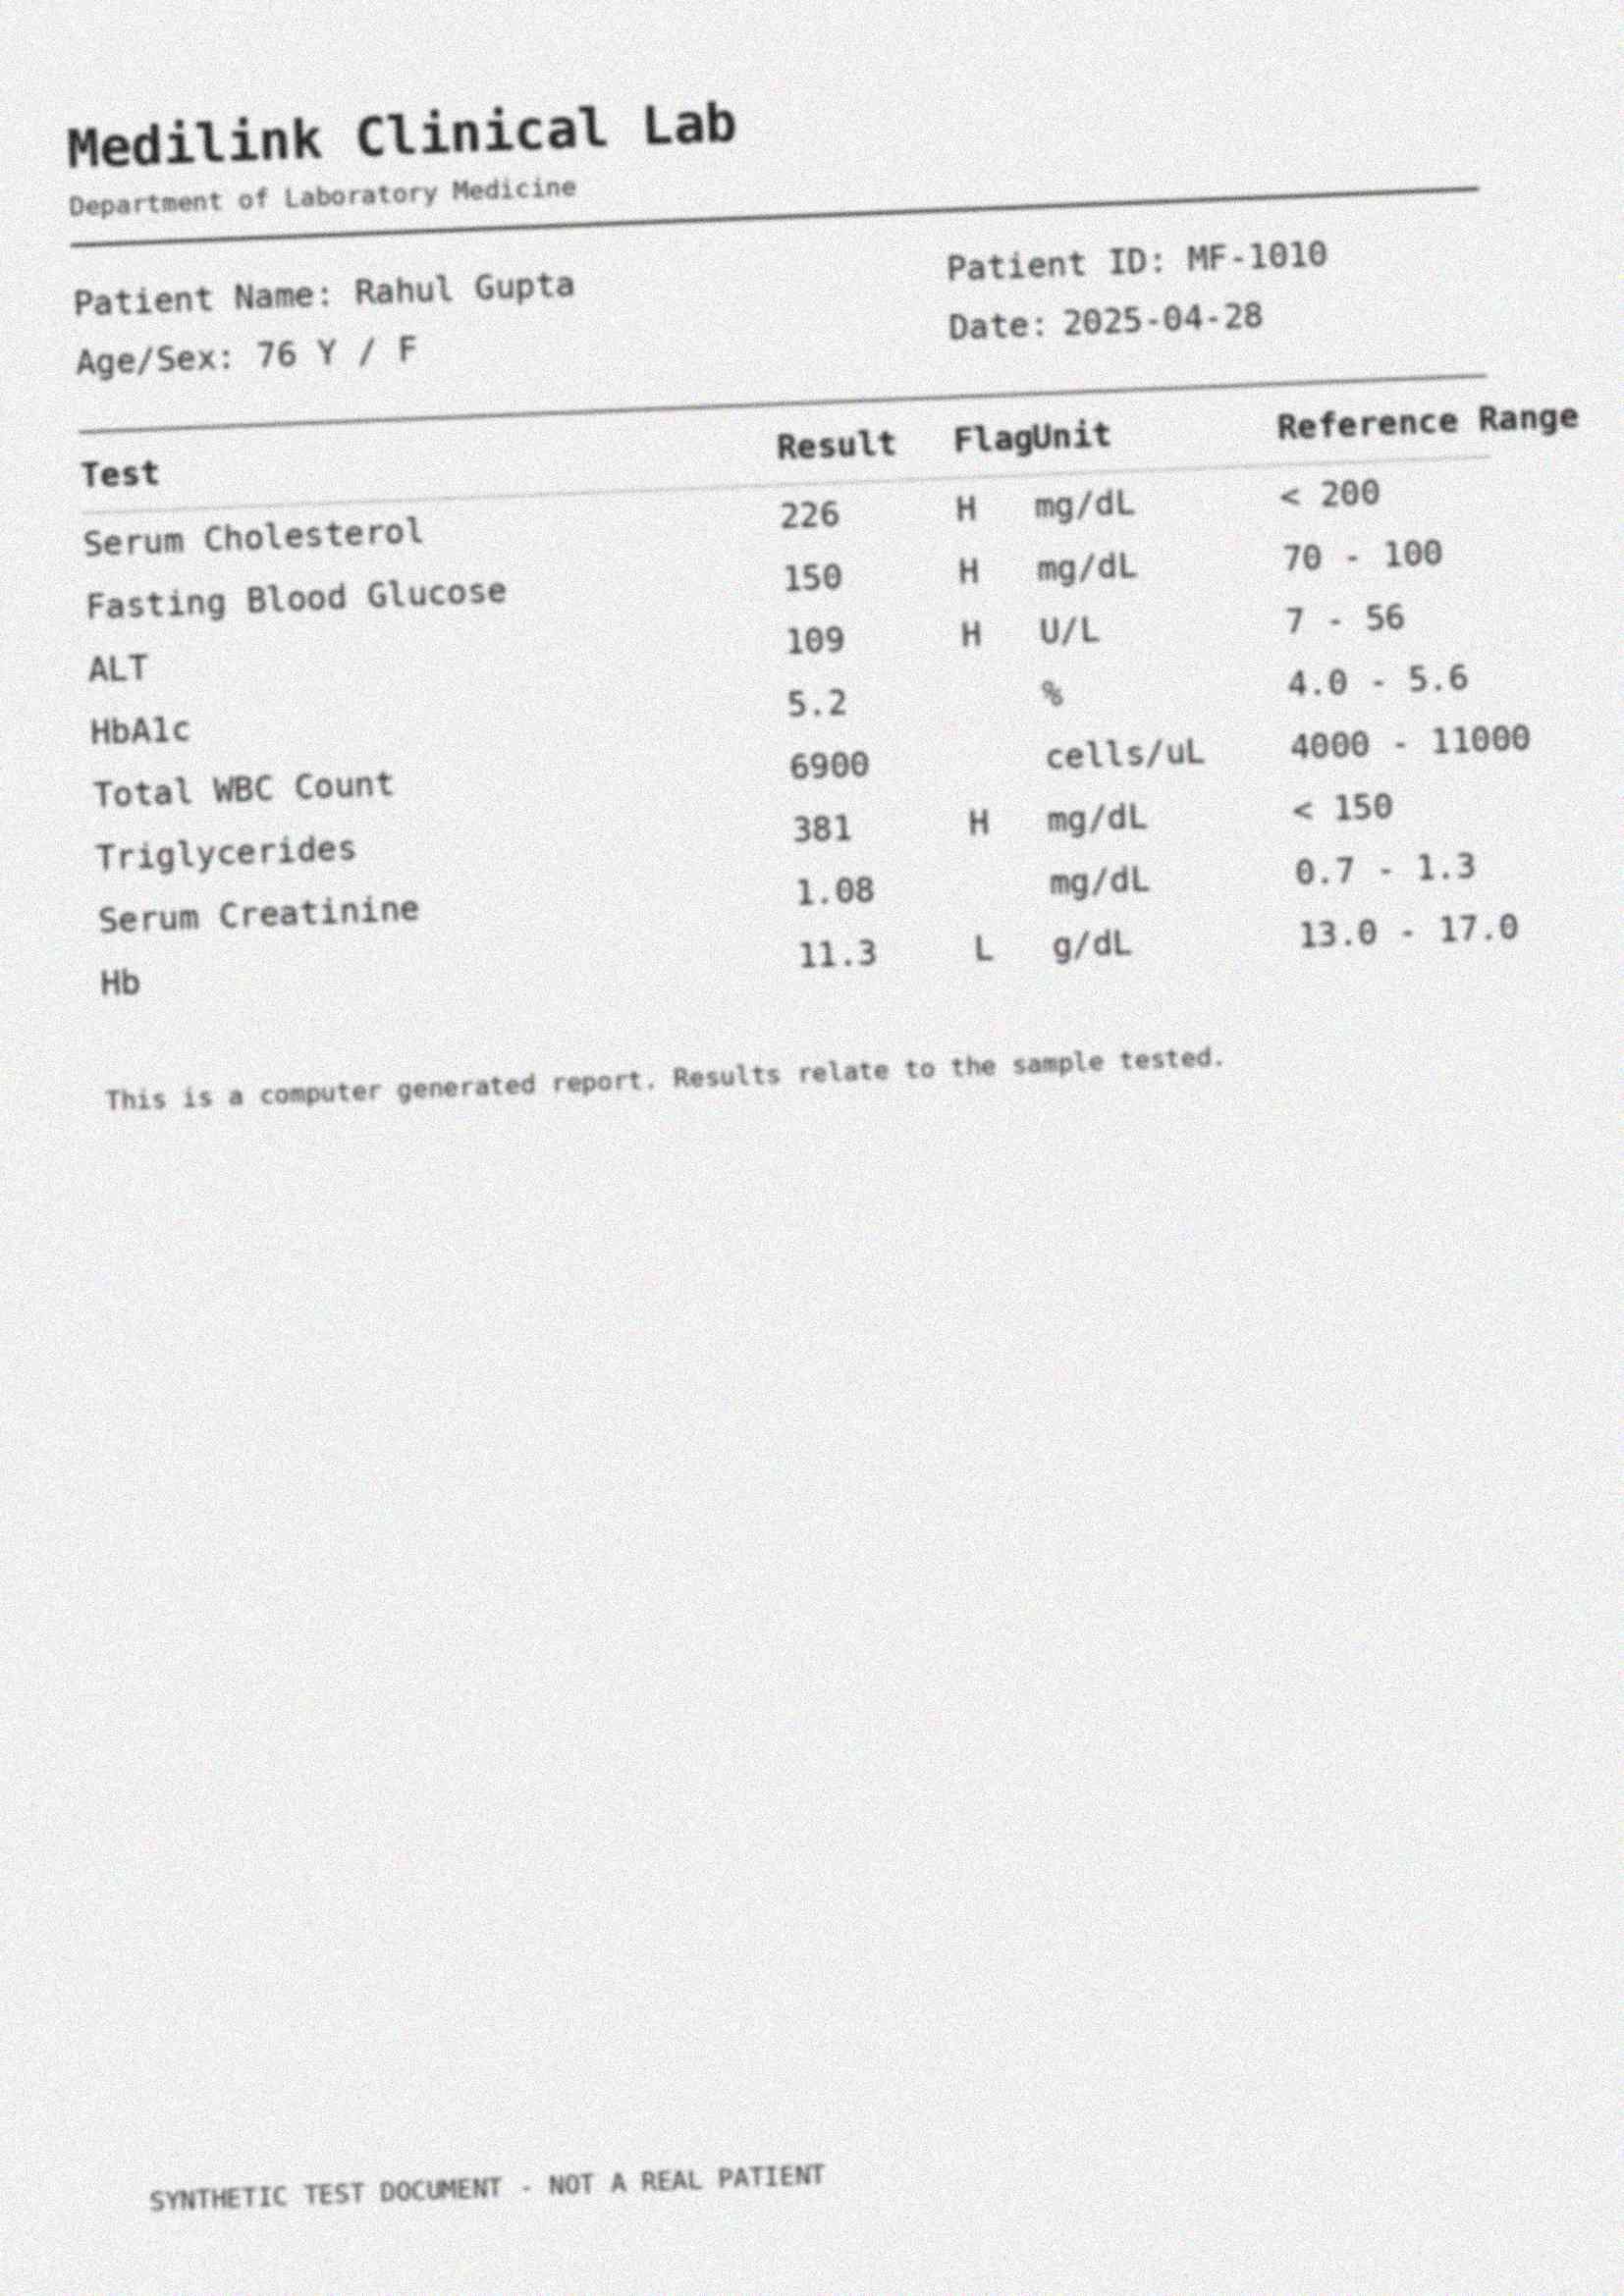 Medilink Clinical Lab
Department of Laboratory Medicine
Patient Name: Rahul Gupta Patient ID: MF-1010
Age/Sex: 76 Y / F Date: 2025-04-28
Test Result FlagUnit Reference Range
Serum Cholesterol 226 H mg/dL < 200
Fasting Blood Glucose 150 H mg/dL 70 - 100
ALT 109 H U/L 7 - 56
HbA1c 5.2 % 4.0 - 5.6
Total WBC Count 6900 cells/uL 4000 - 11000
Triglycerides 381 H mg/dL < 150
Serum Creatinine 1.08 mg/dL 0.7 - 1.3
Hb 11.3 L g/dL 13.0 - 17.0
This is a computer generated report. Results relate to the sample tested.
SYNTHETIC TEST DOCUMENT - NOT A REAL PATIENT